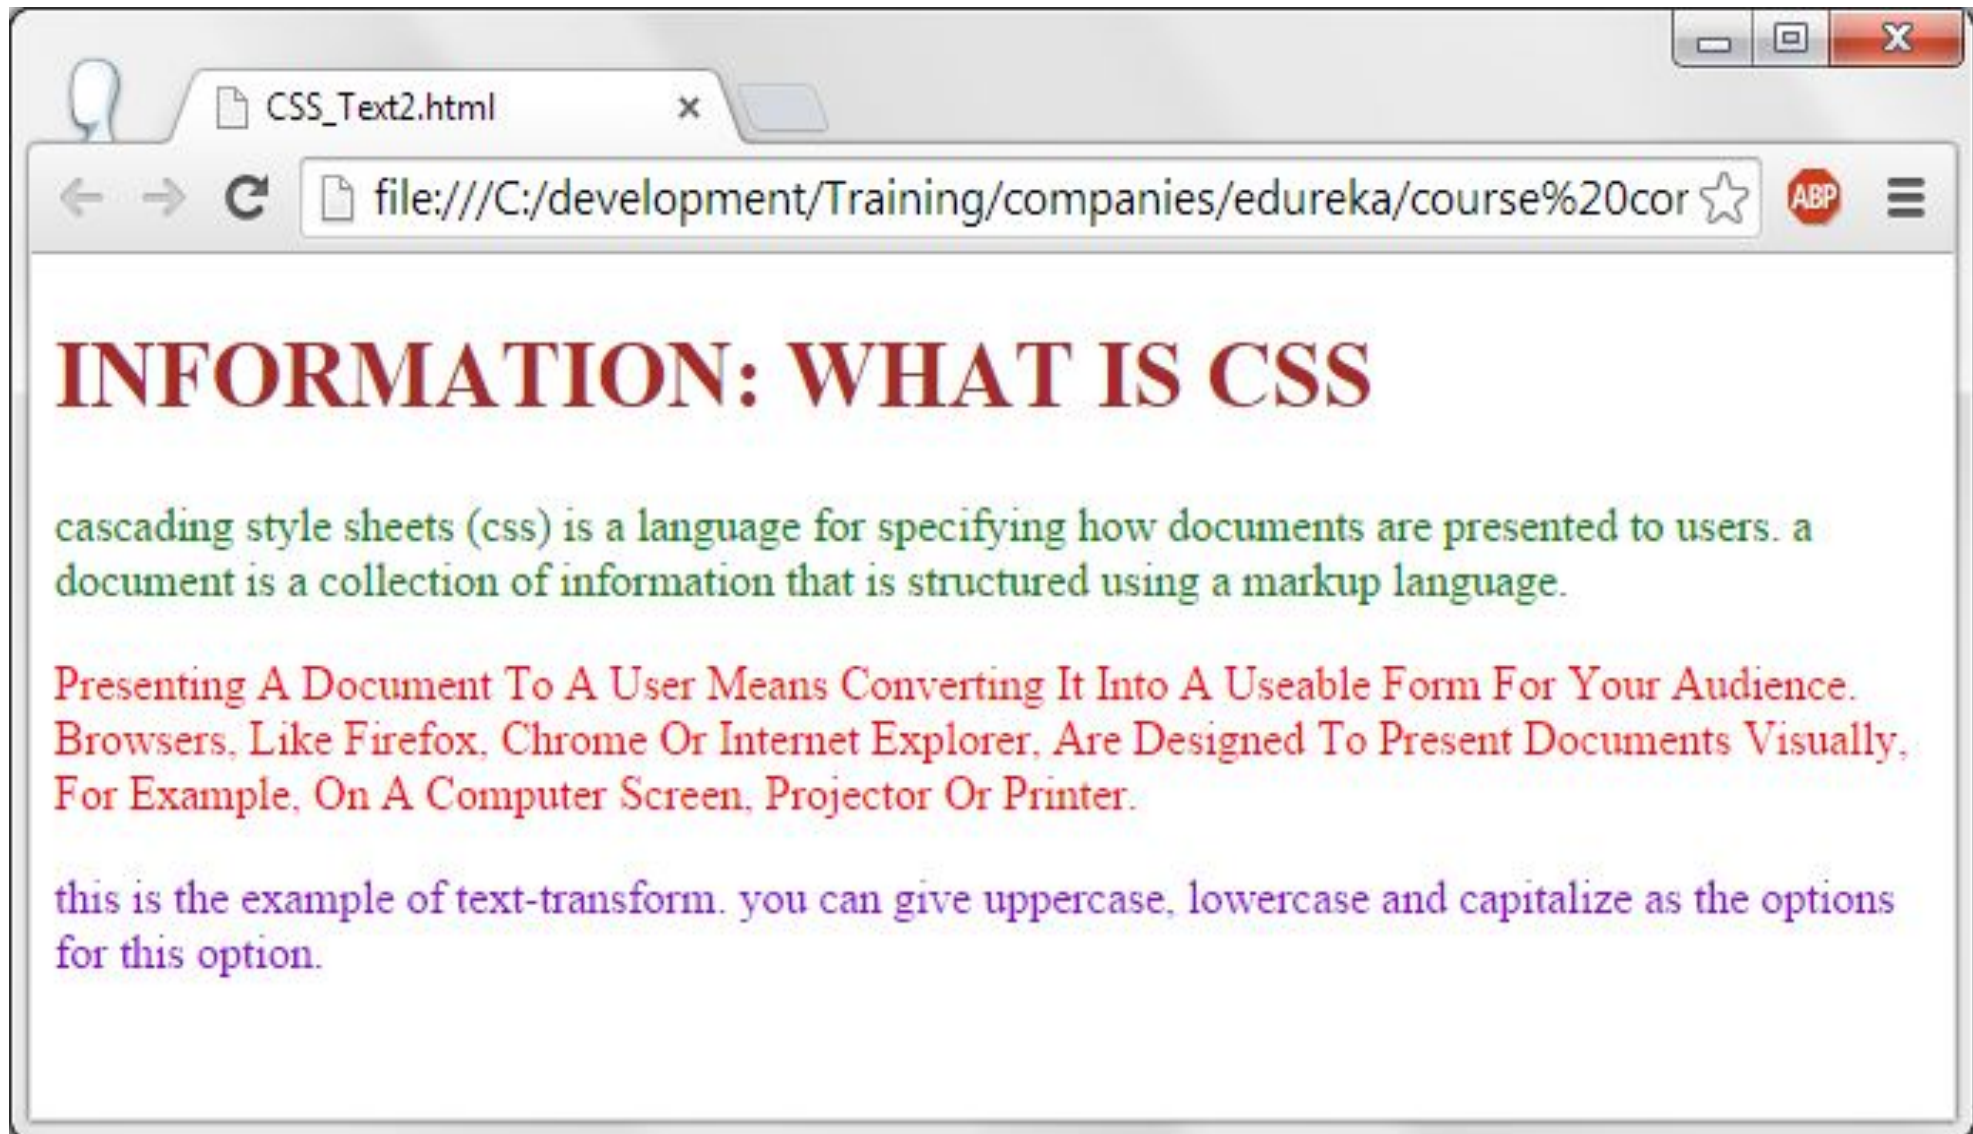 CSS_Text2.html
file:///C:/development/Training/companies/edureka/course%20cor
ABP
INFORMATION: WHAT IS CSS
cascading style sheets (css) is a language for specifying how documents are presented to users. a
document is a collection of information that is structured using a markup language.
Presenting A Document To A User Means Converting It Into A Useable Form For Your Audience.
Browsers, Like Firefox, Chrome Or Internet Explorer, Are Designed To Present Documents Visually,
For Example, On A Computer Screen, Projector Or Printer.
this is the example of text-transform. you can give uppercase, lowercase and capitalize as the options
for this option.